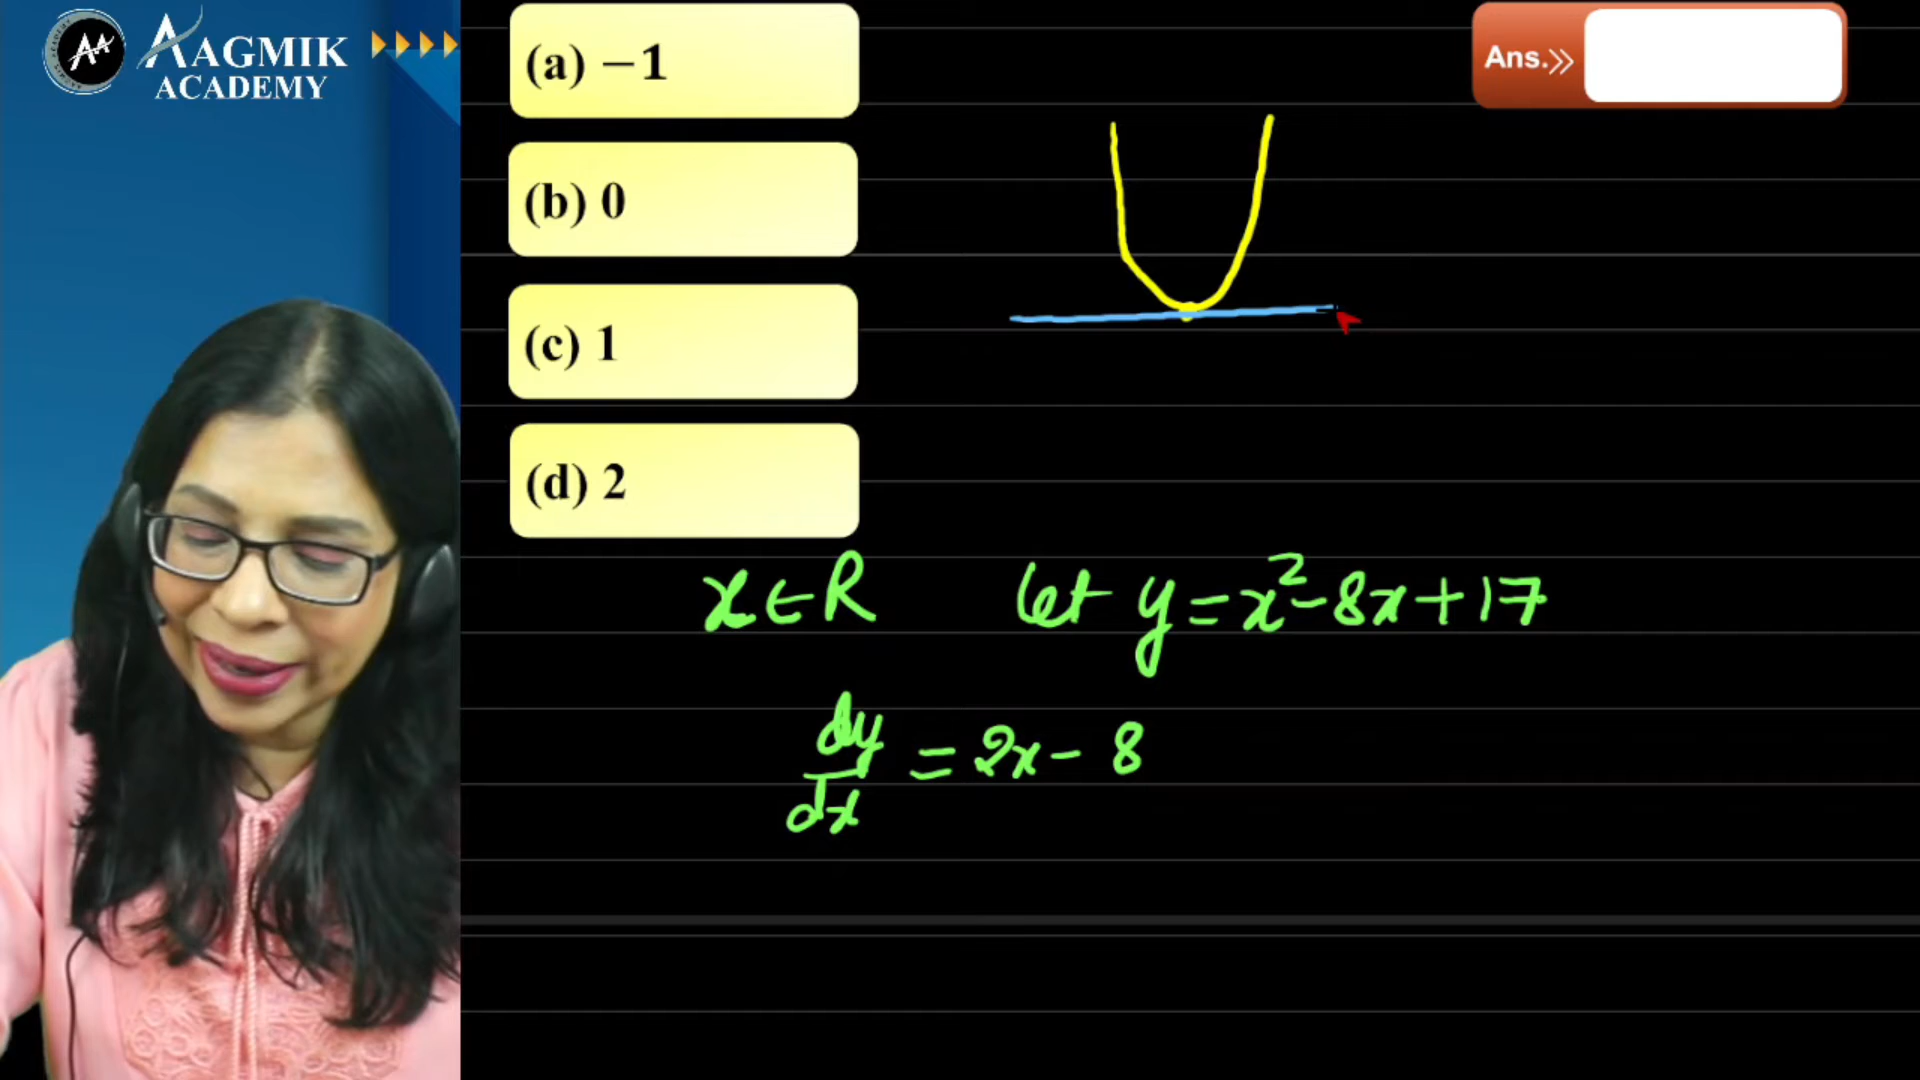 AAGMIK
ACADEMY
(a) −1
(b) 0
(c) 1
(d) 2
Ans.
x∈R let y = x² − 8x + 17
dy/dx = 2x − 8